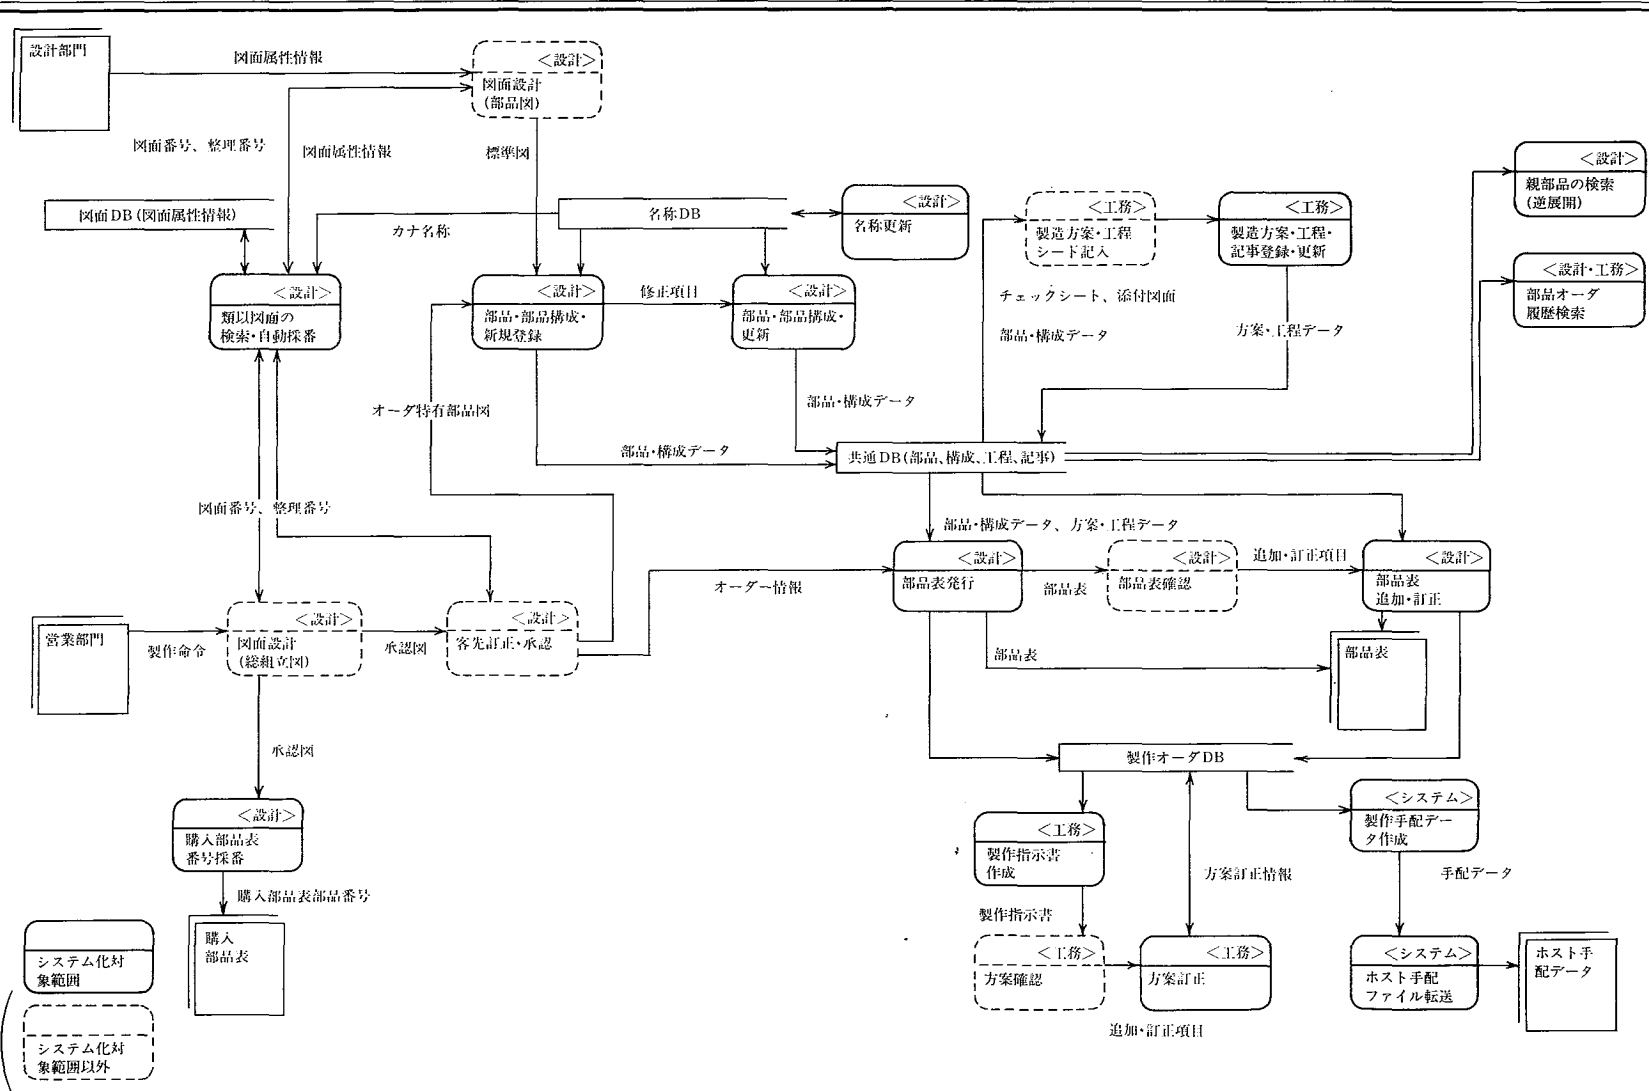 設計部門
図面属性情報
<設計>
図面設計
(部品図)
図面番号、整理番号
図面属性情報
標準図
図面DB(図面属性情報)
カナ名称
名称DB
<設計>
名称更新
<工務>
製造方案・工程
シート記入
<工務>
製造方案・工程・
記事登録・更新
<設計>
親部品の検索
(逆展開)
<設計・工務>
部品オーダ
履歴検索
<設計>
類以図面の
検索・自動採番
<設計>
部品・部品構成・
新規登録
修正項目
<設計>
部品・部品構成・
更新
チェックシート、添付図面
部品・構成データ
方案・工程データ
オーダ特有部品図
部品・構成データ
部品・構成データ
共通DB(部品、構成、工程、記事)
図面番号、整理番号
部品・構成データ、方案・工程データ
オーダー情報
<設計>
部品表発行
部品表
<設計>
部品表確認
追加・訂正項目
<設計>
部品表
追加・訂正
営業部門
製作命令
<設計>
図面設計
(総組立図)
承認図
<設計>
客先訂正・承認
部品表
部品表
承認図
製作オーダDB
<設計>
購入部品表
番号採番
購入部品表部品番号
購入
部品表
<工務>
製作指示書
作成
製作指示書
方案訂正情報
<システム>
製作手配デー
タ作成
手配データ
<工務>
方案確認
<工務>
方案訂正
追加・訂正項目
<システム>
ホスト手配
ファイル転送
ホスト手
配データ
システム化対
象範囲
システム化対
象範囲以外